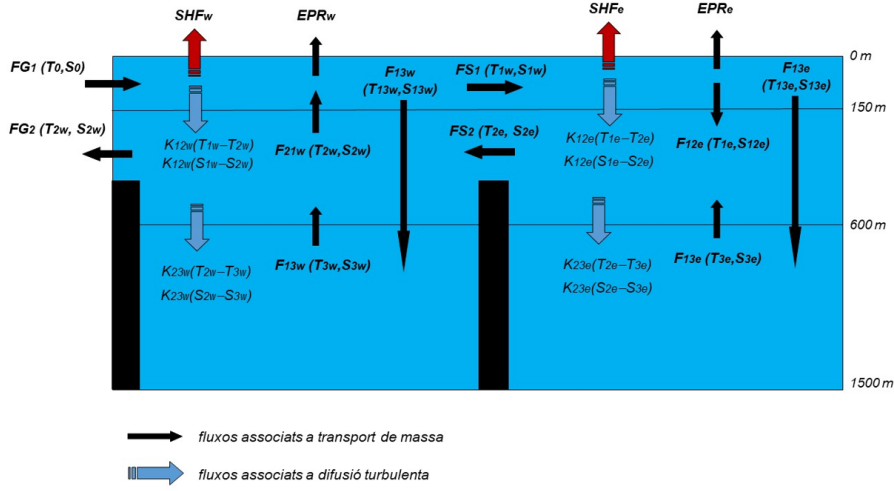 SHFw
EPRw
SHFe
EPRe
0 m
FG1 (T0,S0)
F13w
(T13w,S13w)
FS1 (T1w,S1w)
F13e
(T13e,S13e)
150 m
FG2 (T2w, S2w)
K12w(T1w–T2w)
K12w(S1w–S2w)
F21w (T2w,S2w)
FS2 (T2e, S2e)
K12e(T1e–T2e)
K12e(S1e–S2e)
F12e (T1e,S12e)
600 m
K23w(T2w–T3w)
K23w(S2w–S3w)
F13w (T3w,S3w)
K23e(T2e–T3e)
K23e(S2e–S3e)
F13e (T3e,S3e)
1500 m
fluxos associats a transport de massa
fluxos associats a difusió turbulenta